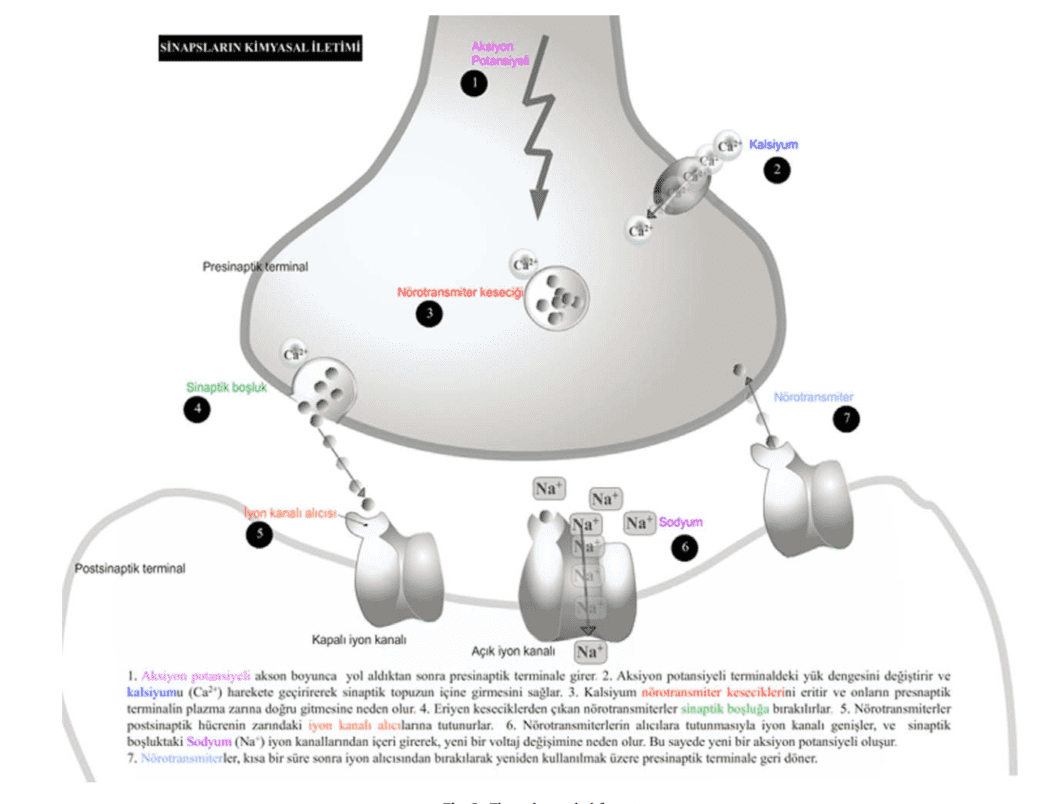 SİNAPSLARIN KİMYASAL İLETİMİ
Aksiyon
Potansiyeli
1
Ca²⁺
Ca²⁺
Ca²⁺
Ca²⁺
Kalsiyum
2
Ca²⁺
Presinaptik terminal
Ca²⁺
Nörotransmiter keseciği
3
Ca²⁺
Sinaptik boşluk
4
Nörotransmiter
7
Na⁺
Na⁺
İyon kanalı alıcısı
5
Na⁺
Na⁺
Sodyum
6
Na⁺
Postsinaptik terminal
Na⁺
Na⁺
Kapalı iyon kanalı
Açık iyon kanalı
Na⁺
1. Aksiyon potansiyeli akson boyunca yol aldıktan sonra presinaptik terminale girer. 2. Aksiyon potansiyeli terminaldeki yük dengesini değiştirir ve
kalsiyumu (Ca²⁺) harekete geçirerek sinaptik topuzun içine girmesini sağlar. 3. Kalsiyum nörotransmiter keseciklerini eritir ve onların presnaptik
terminalin plazma zarına doğru gitmesine neden olur. 4. Eriyen keseciklerden çıkan nörotransmiterler sinaptik boşluğa bırakılırlar. 5. Nörotransmiterler
postsinaptik hücrenin zarındaki iyon kanalı alıcılarına tutunurlar. 6. Nörotransmiterlerin alıcılara tutunmasıyla iyon kanalı genişler, ve sinaptik
boşluktaki Sodyum (Na⁺) iyon kanallarından içeri girerek, yeni bir voltaj değişimine neden olur. Bu sayede yeni bir aksiyon potansiyeli oluşur.
7. Nörotransmiterler, kısa bir süre sonra iyon alıcısından bırakılarak yeniden kullanılmak üzere presinaptik terminale geri döner.